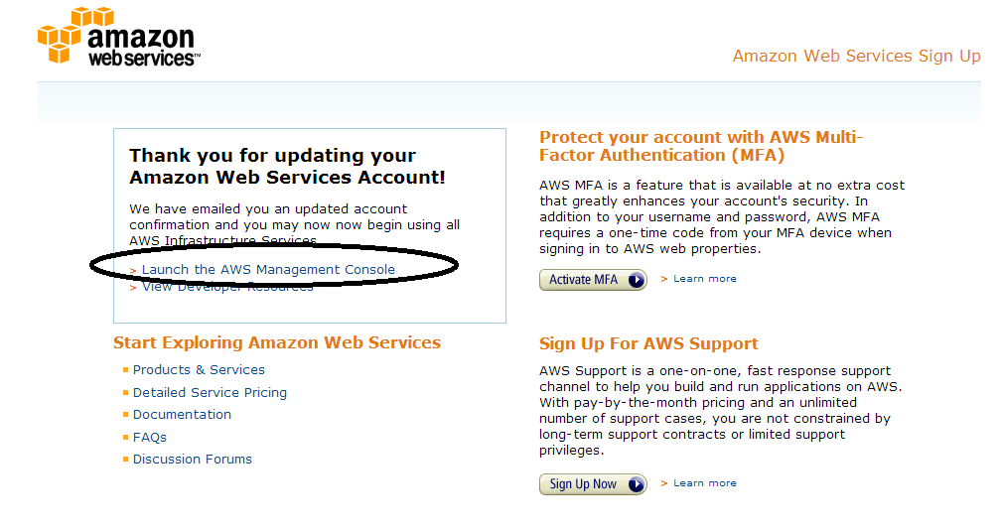 amazon
web services™
Amazon Web Services Sign Up
Thank you for updating your
Amazon Web Services Account!
We have emailed you an updated account
confirmation and you may now now begin using all
AWS Infrastructure Services
> Launch the AWS Management Console
> View Developer Resources
Start Exploring Amazon Web Services
Products & Services
Detailed Service Pricing
Documentation
FAQs
Discussion Forums
Protect your account with AWS Multi-
Factor Authentication (MFA)
AWS MFA is a feature that is available at no extra cost
that greatly enhances your account's security. In
addition to your username and password, AWS MFA
requires a one-time code from your MFA device when
signing in to AWS web properties.
Activate MFA > Learn more
Sign Up For AWS Support
AWS Support is a one-on-one, fast response support
channel to help you build and run applications on AWS.
With pay-by-the-month pricing and an unlimited
number of support cases, you are not constrained by
long-term support contracts or limited support
privileges.
Sign Up Now > Learn more